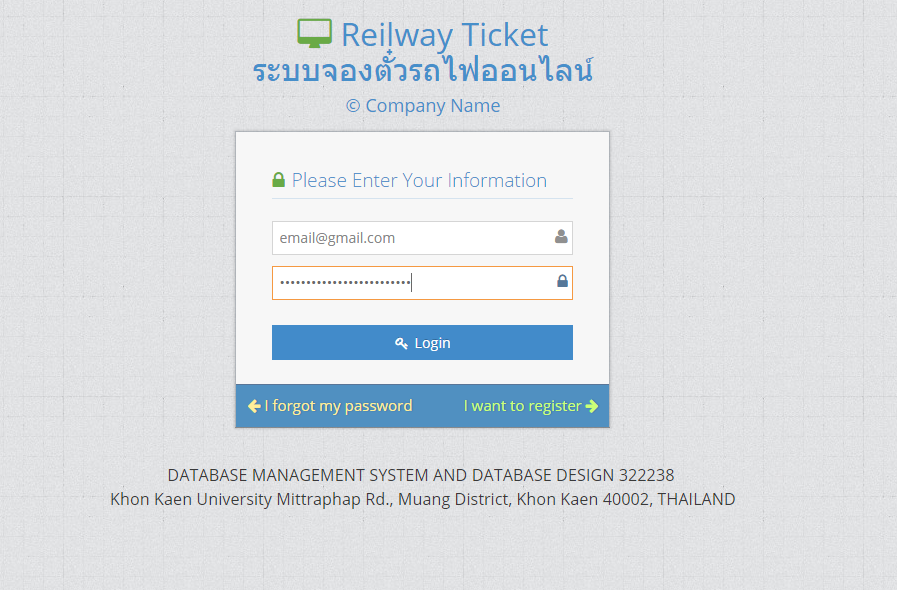 Reilway Ticket
ระบบจองตั๋วรถไฟออนไลน์
© Company Name
Please Enter Your Information
email@gmail.com
Login
I forgot my password
I want to register
DATABASE MANAGEMENT SYSTEM AND DATABASE DESIGN 322238
Khon Kaen University Mittraphap Rd., Muang District, Khon Kaen 40002, THAILAND